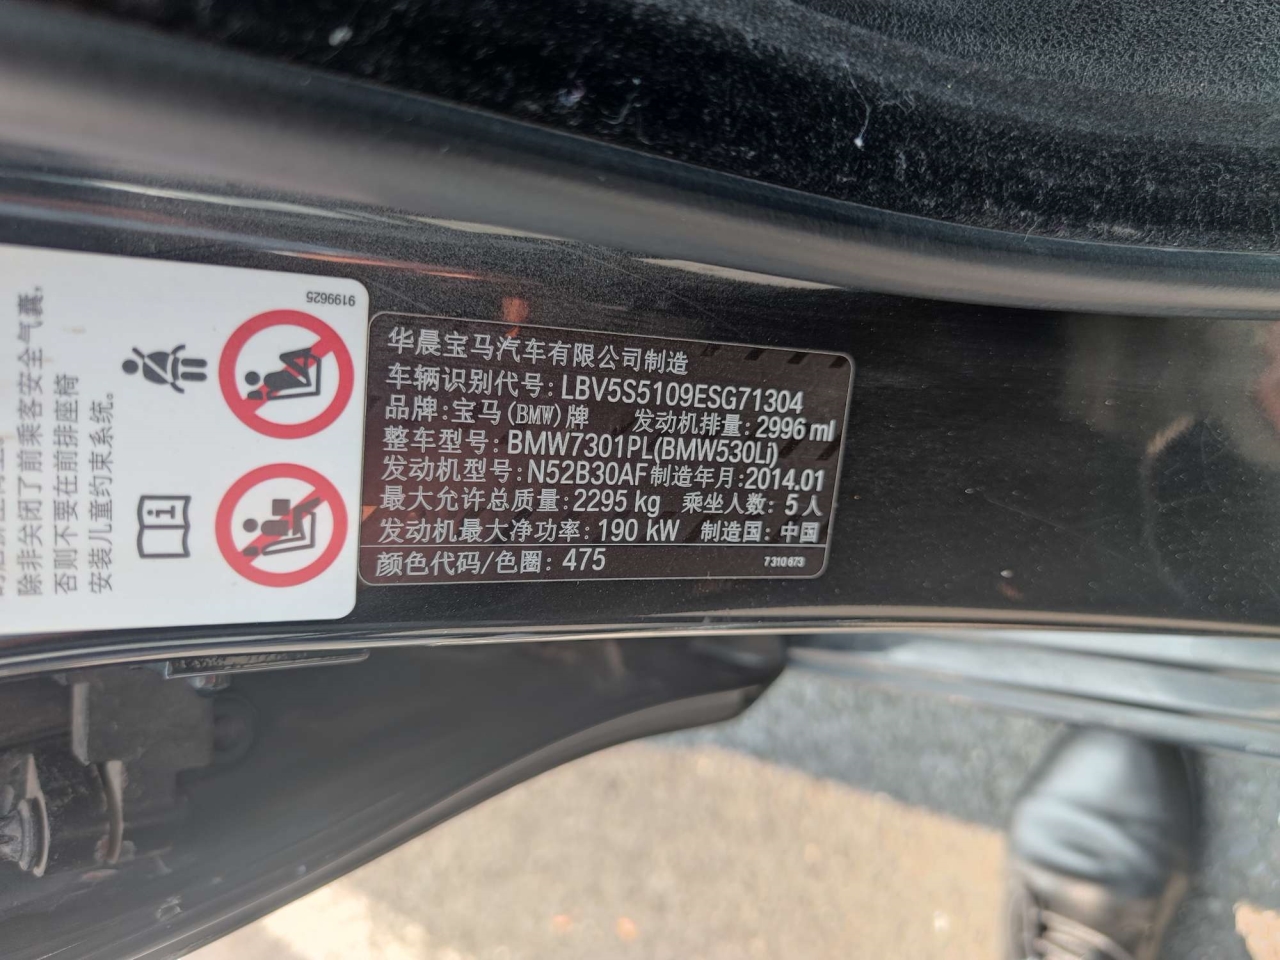 华晨宝马汽车有限公司制造
车辆识别代号: LBV5S5109ESG71304
品牌: 宝马(BMW)牌 发动机排量: 2996 ml
整车型号: BMW7301PL(BMW530Li)
发动机型号: N52B30AF 制造年月: 2014.01
最大允许总质量: 2295 kg 乘坐人数: 5 人
发动机最大净功率: 190 kW 制造国: 中国
颜色代码/色圈: 475 7 310 673
9199625
除非关闭了前乘客安全气囊,
否则不要在前排座椅
安装儿童约束系统。